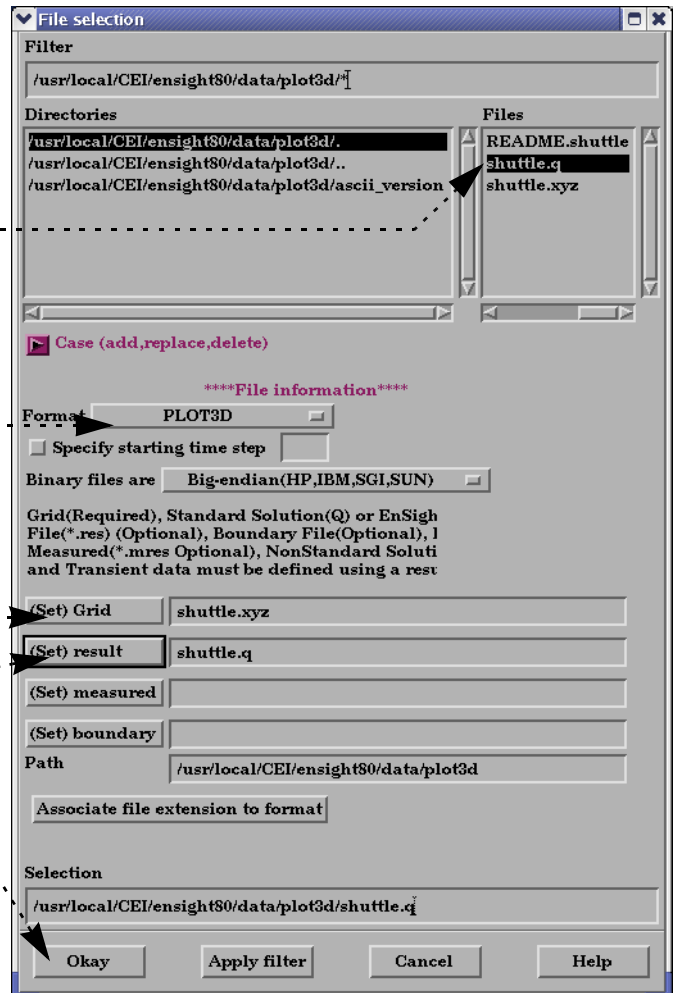 File selection
Filter
/usr/local/CEI/ensight80/data/plot3d/*
Directories
Files
/usr/local/CEI/ensight80/data/plot3d/.
/usr/local/CEI/ensight80/data/plot3d/..
/usr/local/CEI/ensight80/data/plot3d/ascii_version
README.shuttle
shuttle.q
shuttle.xyz
Case (add,replace,delete)
****File information****
Format PLOT3D
Specify starting time step
Binary files are Big-endian(HP,IBM,SGI,SUN)
Grid(Required), Standard Solution(Q) or EnSigh
File(*.res) (Optional), Boundary File(Optional),
Measured(*.mres Optional), NonStandard Soluti
and Transient data must be defined using a resu
(Set) Grid shuttle.xyz
(Set) result shuttle.q
(Set) measured
(Set) boundary
Path /usr/local/CEI/ensight80/data/plot3d
Associate file extension to format
Selection
/usr/local/CEI/ensight80/data/plot3d/shuttle.q
Okay Apply filter Cancel Help